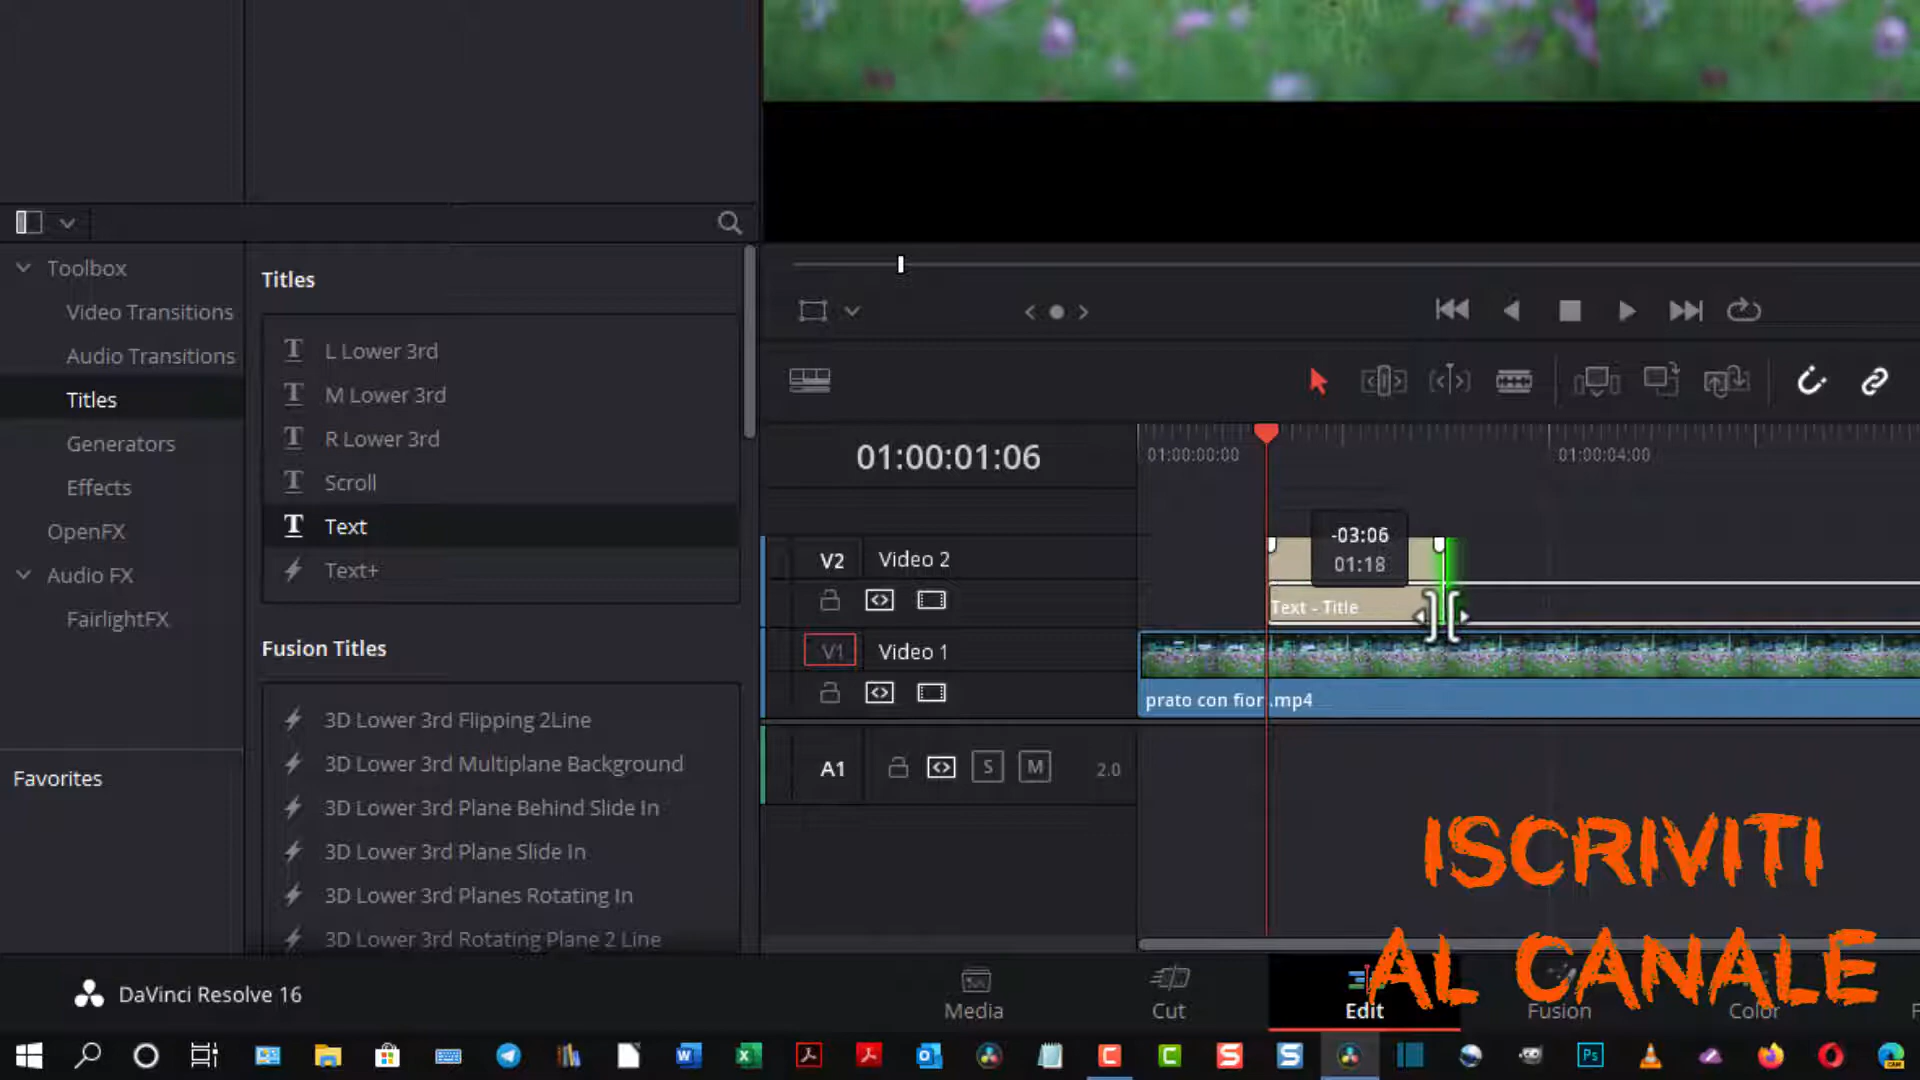 Toolbox
Video Transitions
Audio Transitions
Titles
Generators
Effects
OpenFX
Audio FX
FairlightFX
Favorites
Titles
L Lower 3rd
M Lower 3rd
R Lower 3rd
Scroll
Text
Text+
Fusion Titles
3D Lower 3rd Flipping 2Line
3D Lower 3rd Multiplane Background
3D Lower 3rd Plane Behind Slide In
3D Lower 3rd Plane Slide In
3D Lower 3rd Planes Rotating In
3D Lower 3rd Rotating Plane 2 Line
01:00:01:06
01:00:00:00
01:00:04:00
-03:06
01:18
V2 Video 2
Text - Title
V1 Video 1
prato con fiori.mp4
A1 S M 2.0
ISCRIVITI
AL CANALE
DaVinci Resolve 16
Media
Cut
Edit
Fusion
Color